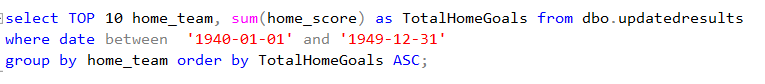 select TOP 10 home_team, sum(home_score) as TotalHomeGoals from dbo.updatedresults
where date between  '1940-01-01' and '1949-12-31'
group by home_team order by TotalHomeGoals ASC;